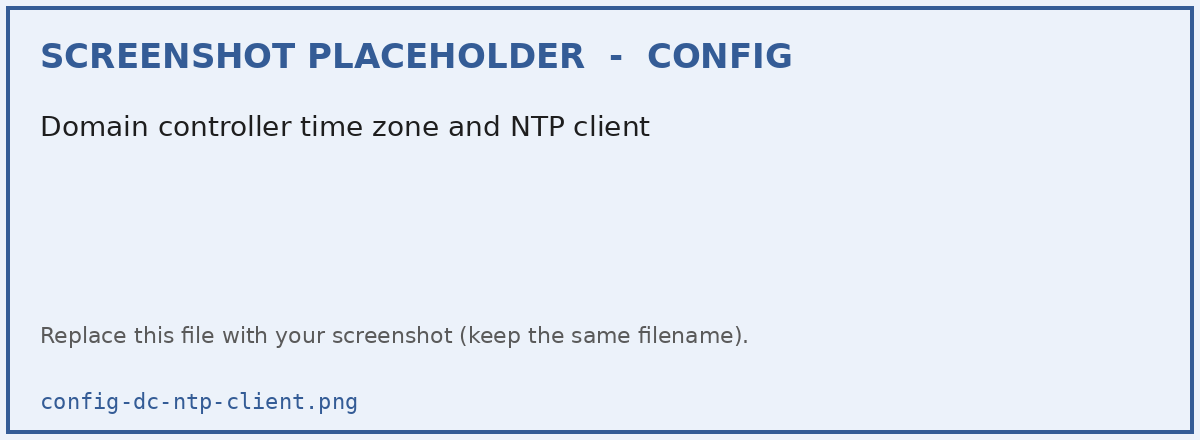 SCREENSHOT PLACEHOLDER - CONFIG
Domain controller time zone and NTP client
Replace this file with your screenshot (keep the same filename).
config-dc-ntp-client.png